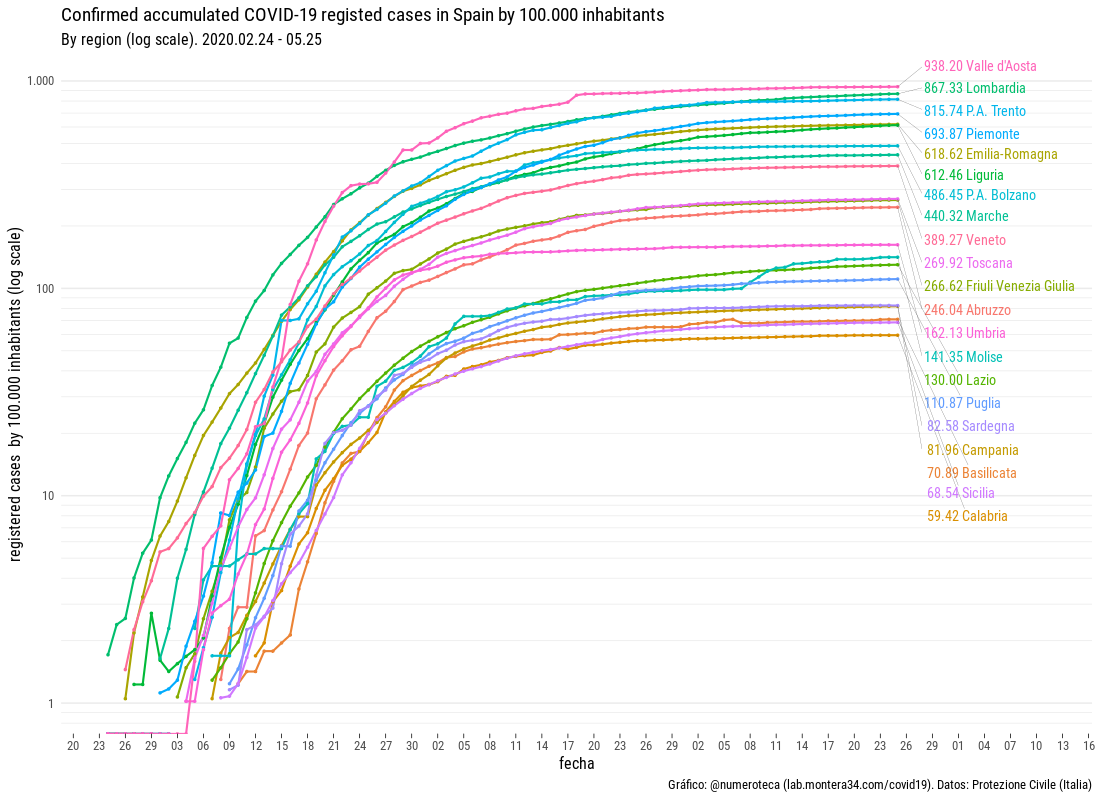 Confirmed accumulated COVID-19 registed cases in Spain by 100.000 inhabitants
By region (log scale). 2020.02.24 - 05.25
registered cases by 100.000 inhabitants (log scale)
1.000
100
10
1
938.20 Valle d'Aosta
867.33 Lombardia
815.74 P.A. Trento
693.87 Piemonte
618.62 Emilia-Romagna
612.46 Liguria
486.45 P.A. Bolzano
440.32 Marche
389.27 Veneto
269.92 Toscana
266.62 Friuli Venezia Giulia
246.04 Abruzzo
162.13 Umbria
141.35 Molise
130.00 Lazio
110.87 Puglia
82.58 Sardegna
81.96 Campania
70.89 Basilicata
68.54 Sicilia
59.42 Calabria
20 23 26 29 03 06 09 12 15 18 21 24 27 30 02 05 08 11 14 17 20 23 26 29 02 05 08 11 14 17 20 23 26 29 01 04 07 10 13 16
fecha
Gráfico: @numeroteca (lab.montera34.com/covid19). Datos: Protezione Civile (Italia)